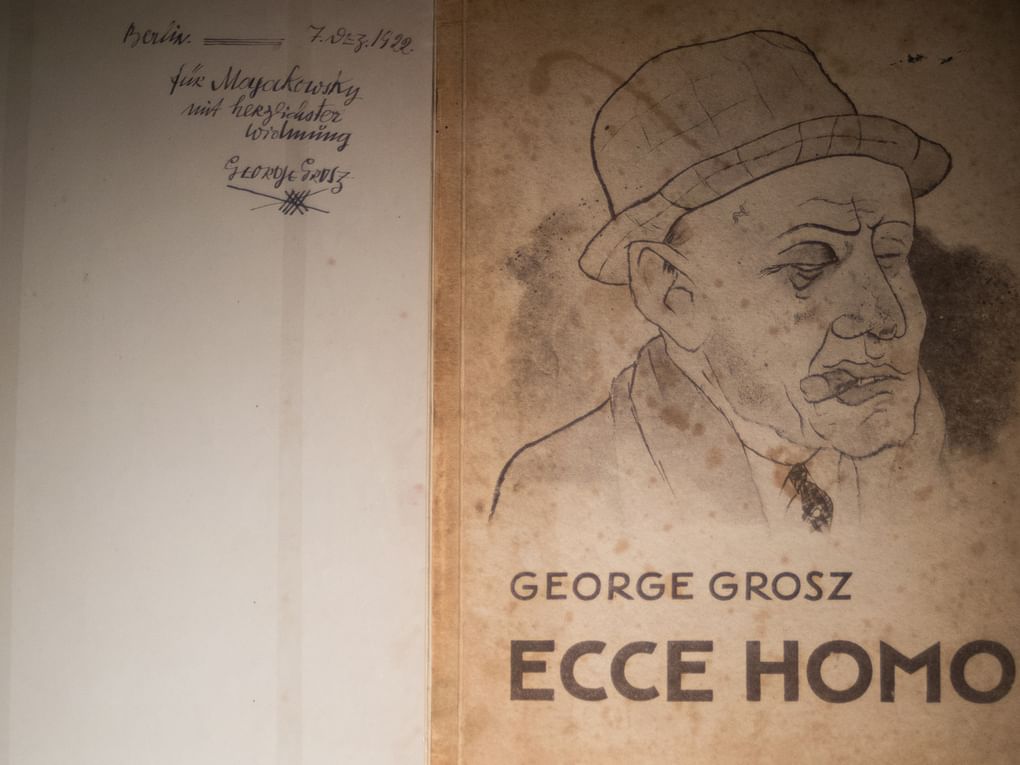 Berlin. 7. Dez. 1922.
für Mayakowsky
mit herzlichster
Widmung
GEORGE GROSZ
GEORGE GROSZ
ECCE HOMO